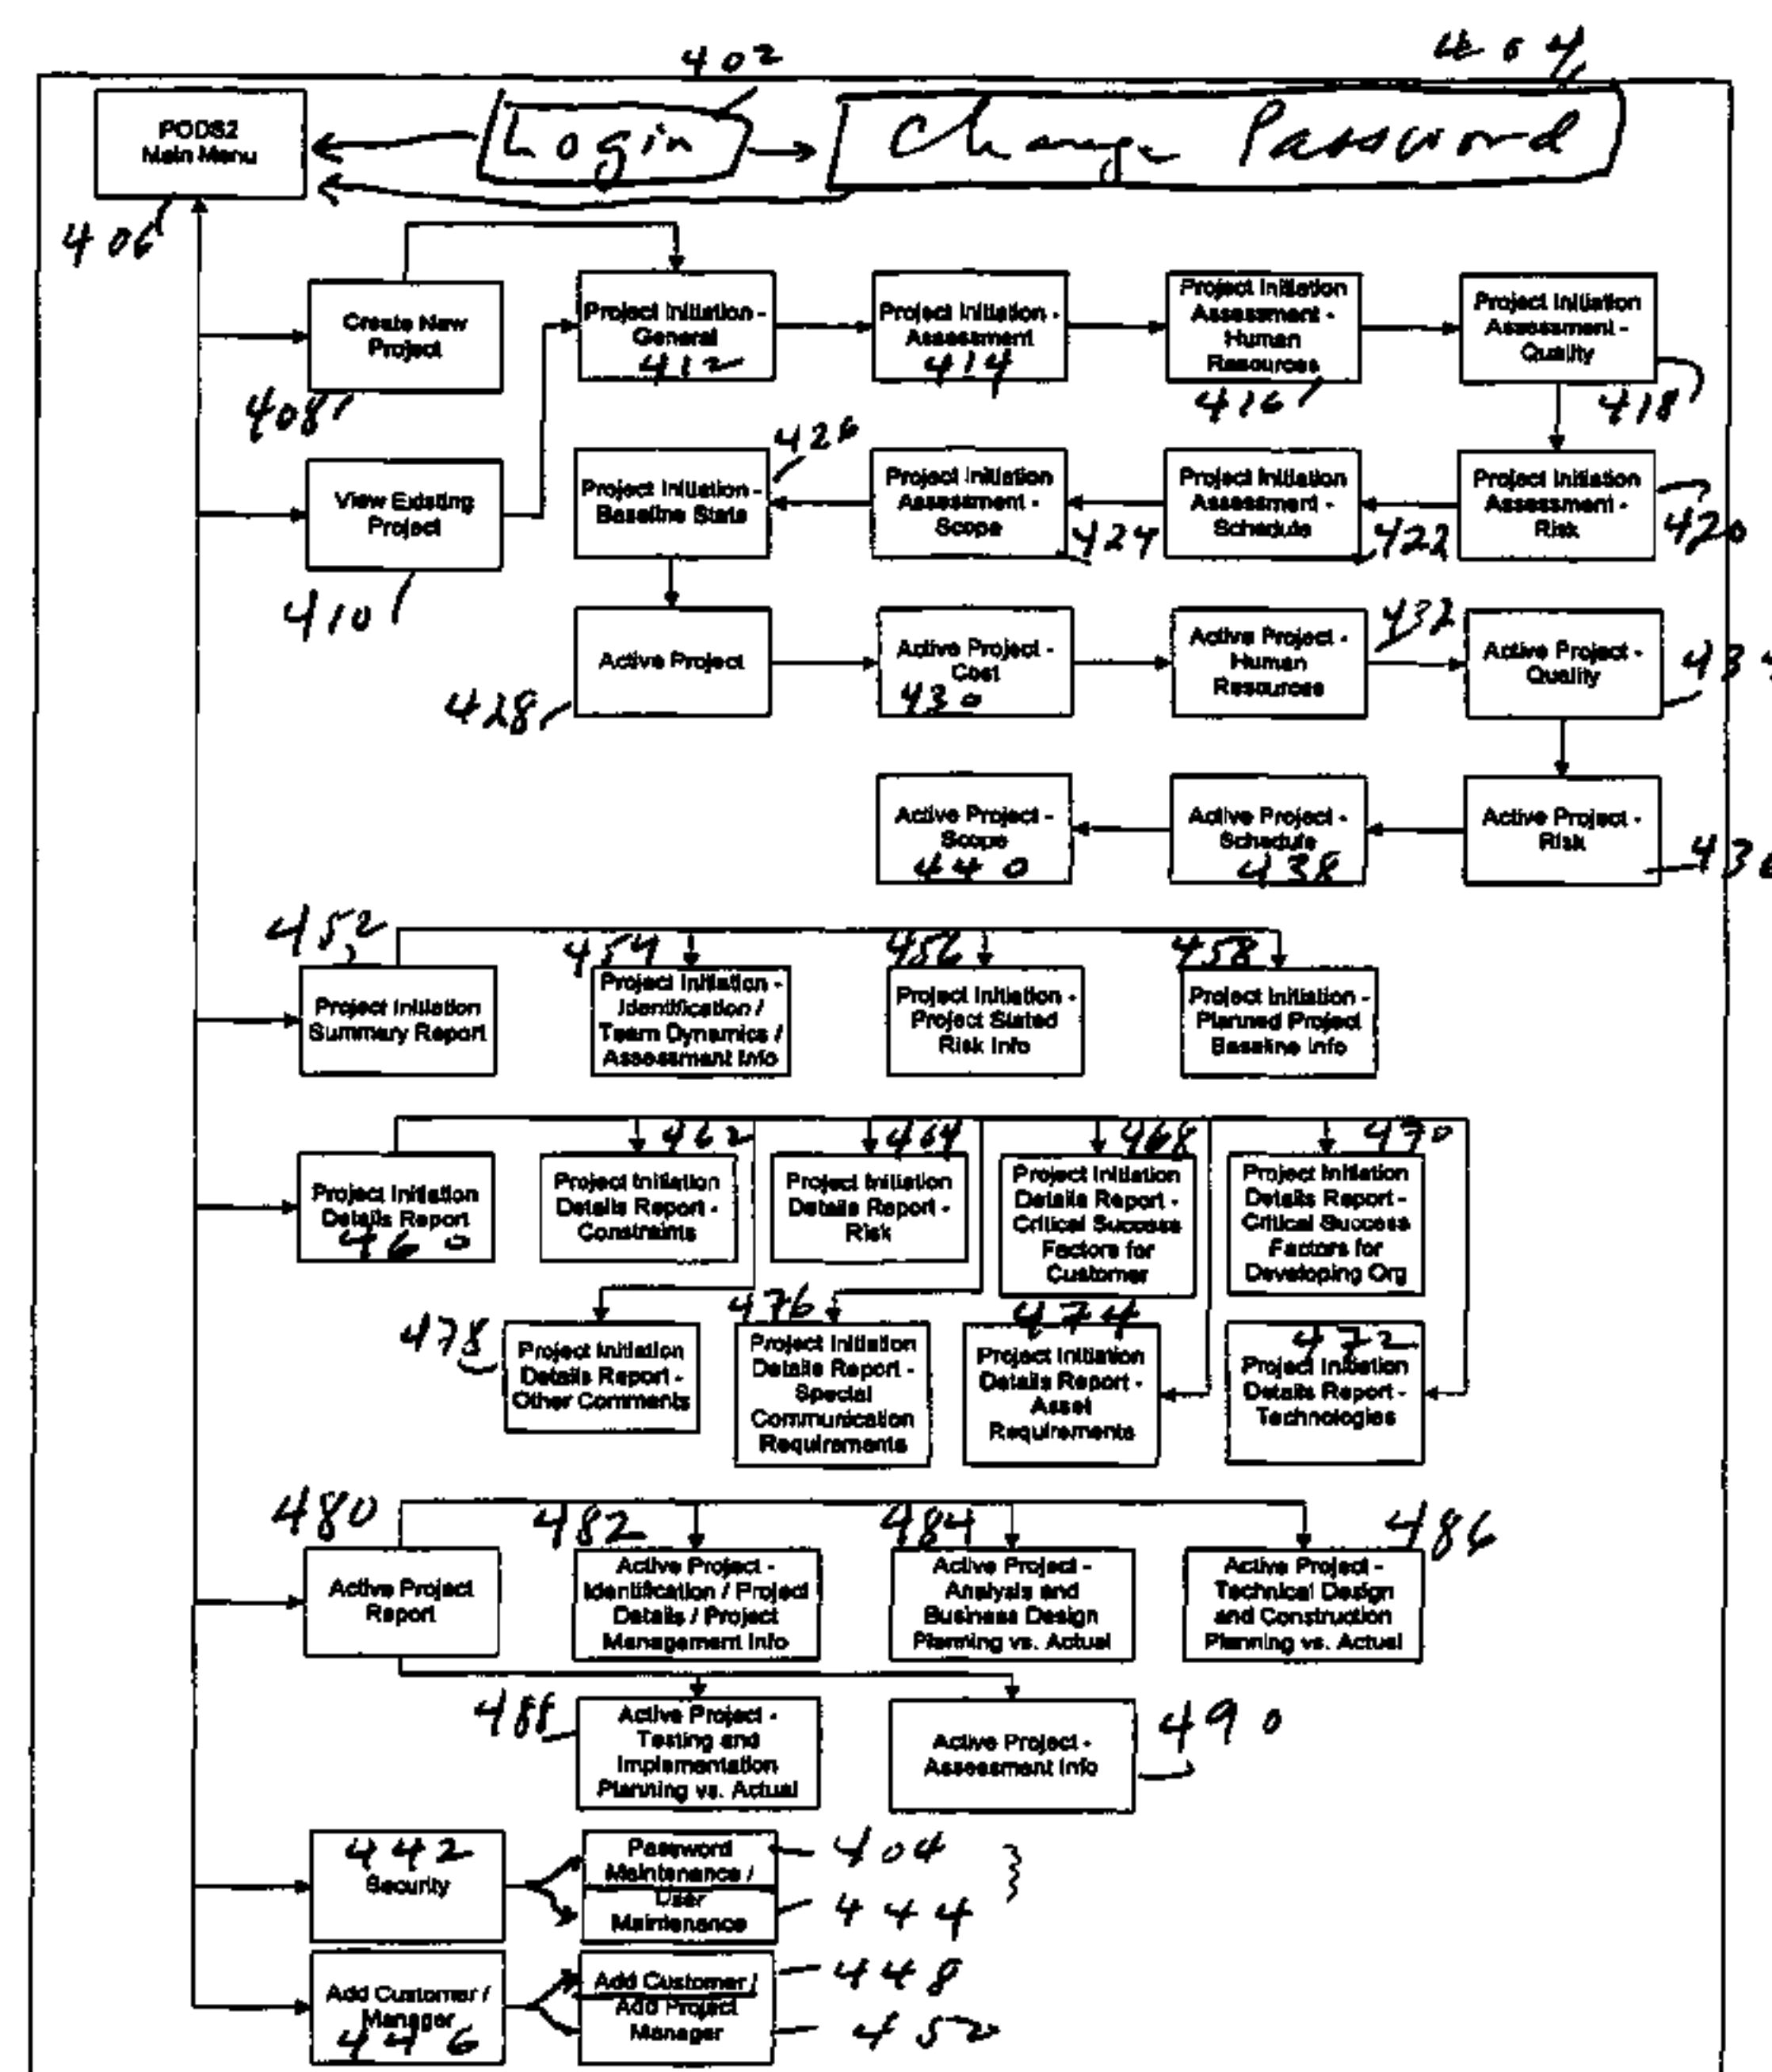 402
404
PODS2
Main Menu
Login
Change Password
406
Create New
Project
408
Project Initiation -
General
412
Project Initiation -
Assessment
414
Project Initiation
Assessment -
Human
Resources
416
Project Initiation
Assessment -
Quality
418
View Existing
Project
410
Project Initiation -
Baseline State
426
Project Initiation
Assessment -
Scope
424
Project Initiation
Assessment -
Schedule
422
Project Initiation
Assessment -
Risk
420
Active Project
428
Active Project -
Cost
430
Active Project -
Human
Resources
432
Active Project -
Quality
Active Project -
Scope
440
Active Project -
Schedule
438
Active Project -
Risk
452
Project Initiation
Summary Report
454
Project Initiation -
Identification /
Team Dynamics /
Assessment Info
456
Project Initiation -
Project Stated
Risk Info
458
Project Initiation -
Planned Project
Baseline Info
Project Initiation
Details Report
460
462
Project Initiation
Details Report -
Constraints
464
Project Initiation
Details Report -
Risk
468
Project Initiation
Details Report -
Critical Success
Factors for
Customer
470
Project Initiation
Details Report -
Critical Success
Factors for
Developing Org
478
Project Initiation
Details Report -
Other Comments
476
Project Initiation
Details Report -
Special
Communication
Requirements
474
Project Initiation
Details Report -
Asset
Requirements
472
Project Initiation
Details Report -
Technologies
480
Active Project
Report
482
Active Project -
Identification / Project
Details / Project
Management Info
484
Active Project -
Analysis and
Business Design
Planning vs. Actual
486
Active Project -
Technical Design
and Construction
Planning vs. Actual
488
Active Project -
Testing and
Implementation
Planning vs. Actual
Active Project -
Assessment Info
490
442
Security
Password
Maintenance /
User
Maintenance
404
444
Add Customer /
Manager
446
Add Customer /
Add Project
Manager
448
452